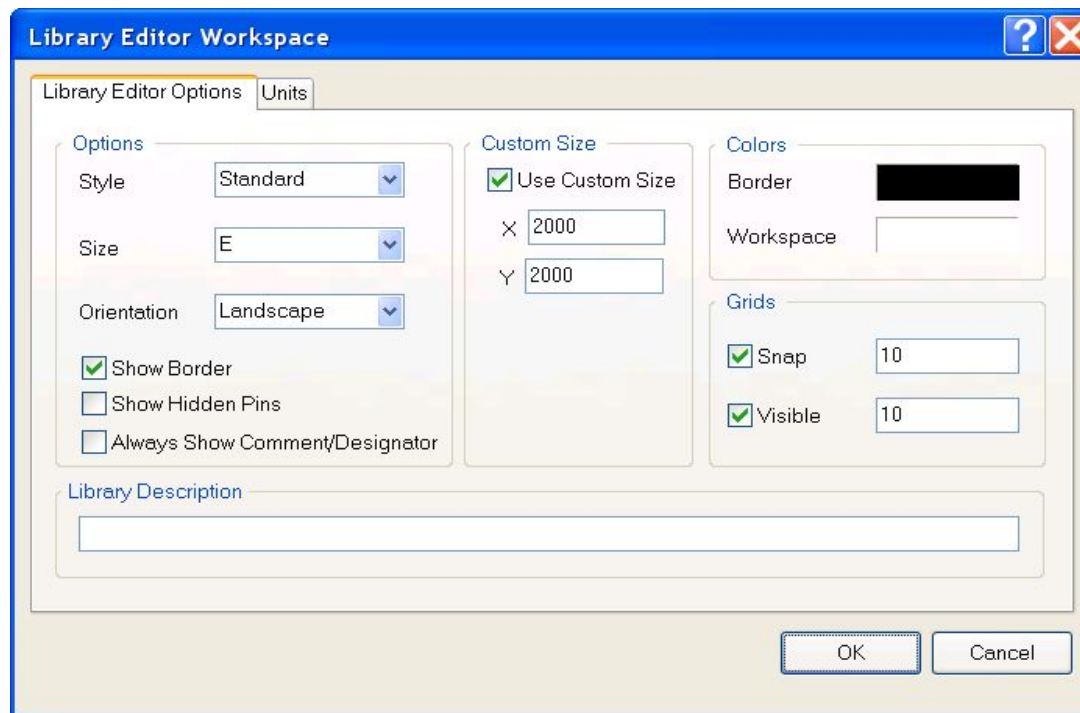 Library Editor Workspace
Library Editor Options Units
Options
Style Standard
Size E
Orientation Landscape
Show Border
Show Hidden Pins
Always Show Comment/Designator
Custom Size
Use Custom Size
X 2000
Y 2000
Colors
Border
Workspace
Grids
Snap 10
Visible 10
Library Description
OK Cancel